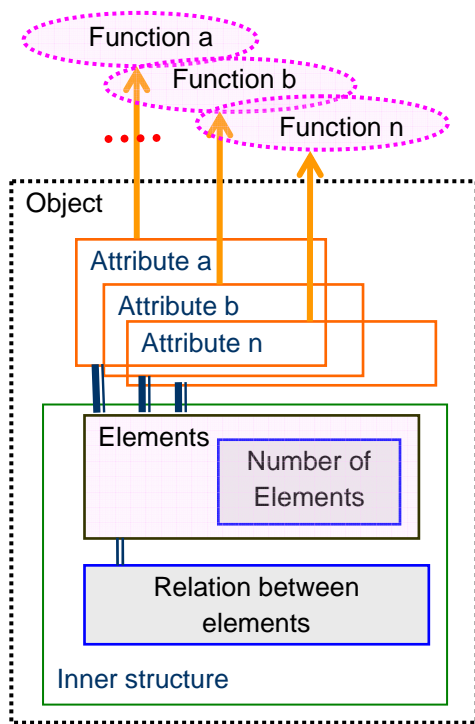 Function a
Function b
Function n
Object
Attribute a
Attribute b
Attribute n
Elements
Number of
Elements
Relation between
elements
Inner structure